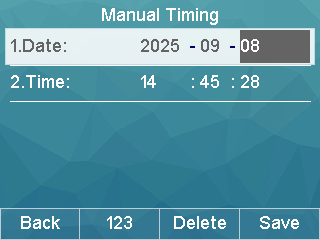 Manual Timing
1.Date: 2025 - 09 - 08
2.Time: 14 : 45 : 28
Back 123 Delete Save